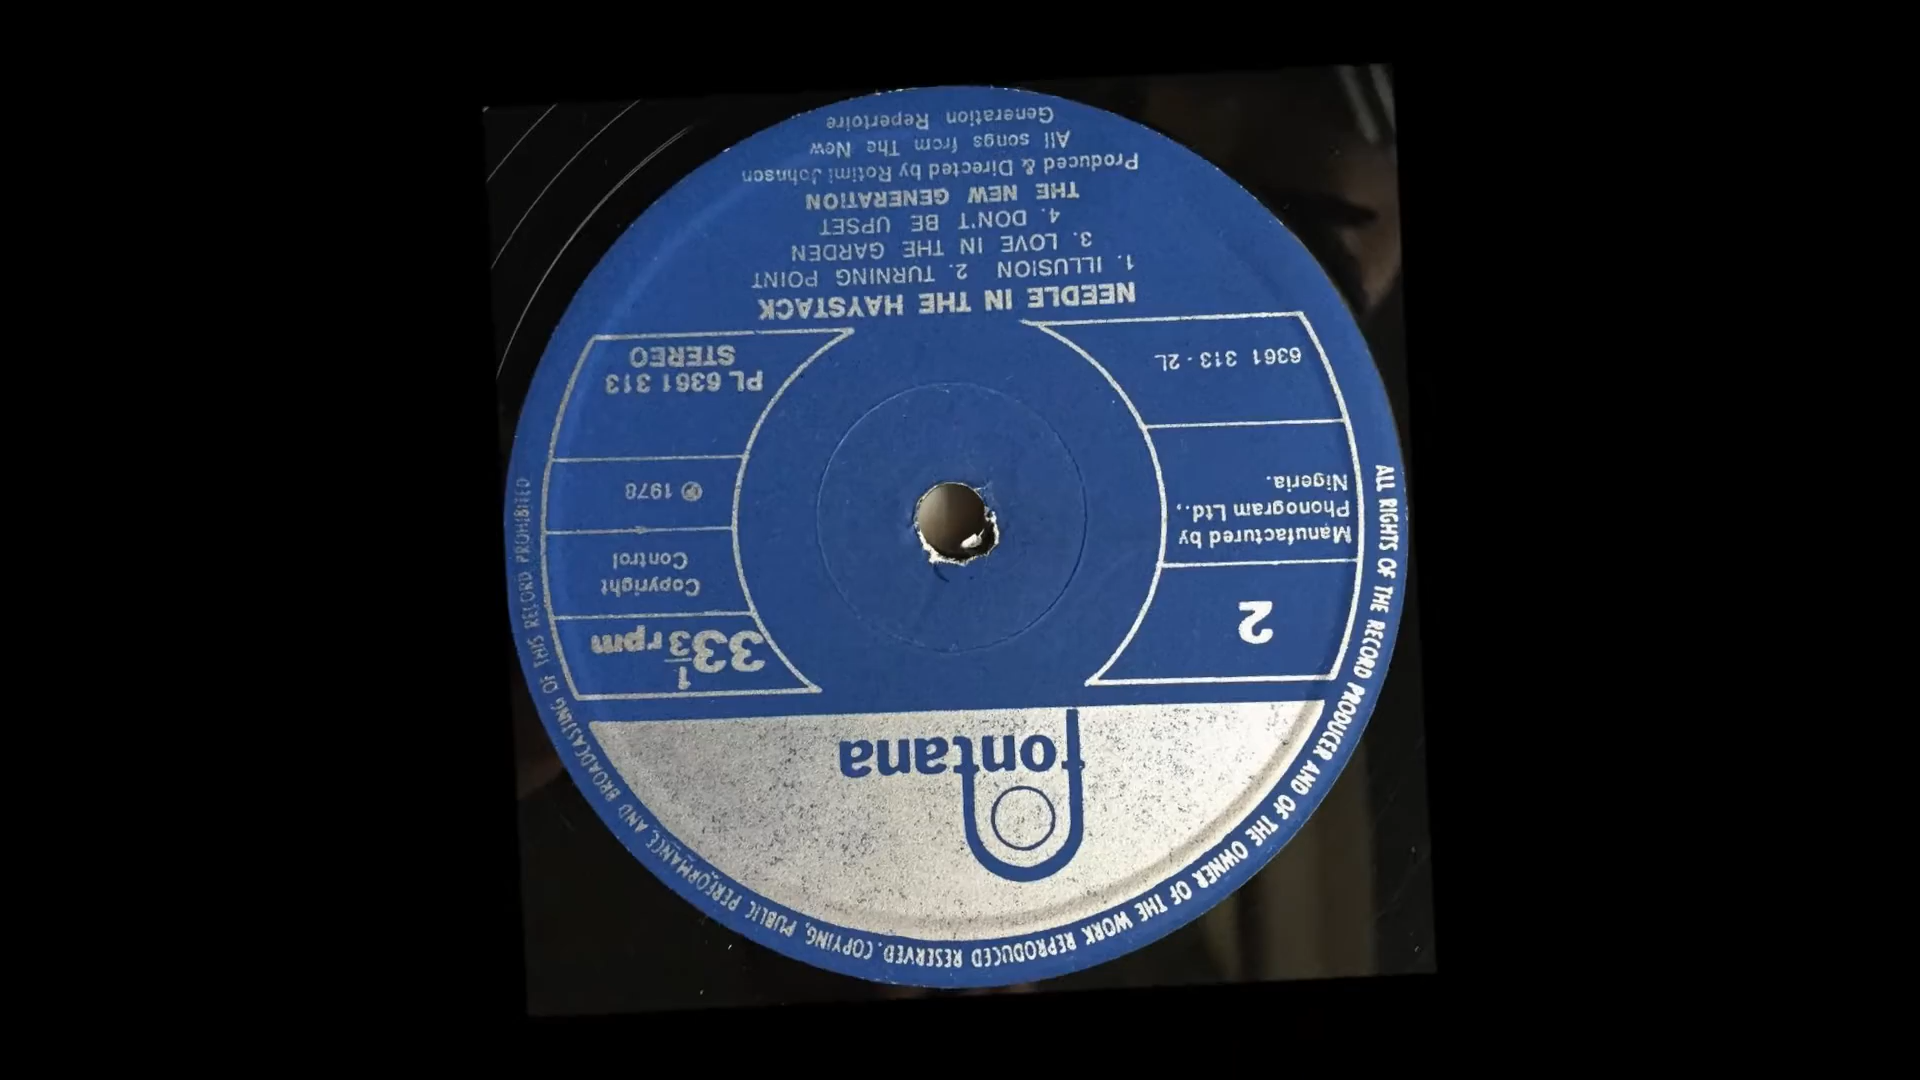 fontana
2
Manufactured by
Phonogram Ltd.,
Nigeria.
6361 313 - 2L
33⅓ rpm
Copyright
Control
℗ 1978
PL 6361 313
STEREO
NEEDLE IN THE HAYSTACK
1. ILLUSION 2. TURNING POINT
3. LOVE IN THE GARDEN
4. DON'T BE UPSET
THE NEW GENERATION
Produced & Directed by Rotimi Johnson
All songs from The New
Generation Repertoire
ALL RIGHTS OF THE RECORD PRODUCER AND OF THE OWNER OF THE WORK REPRODUCED RESERVED. COPYING, PUBLIC PERFORMANCE AND BROADCASTING OF THIS RECORD PROHIBITED